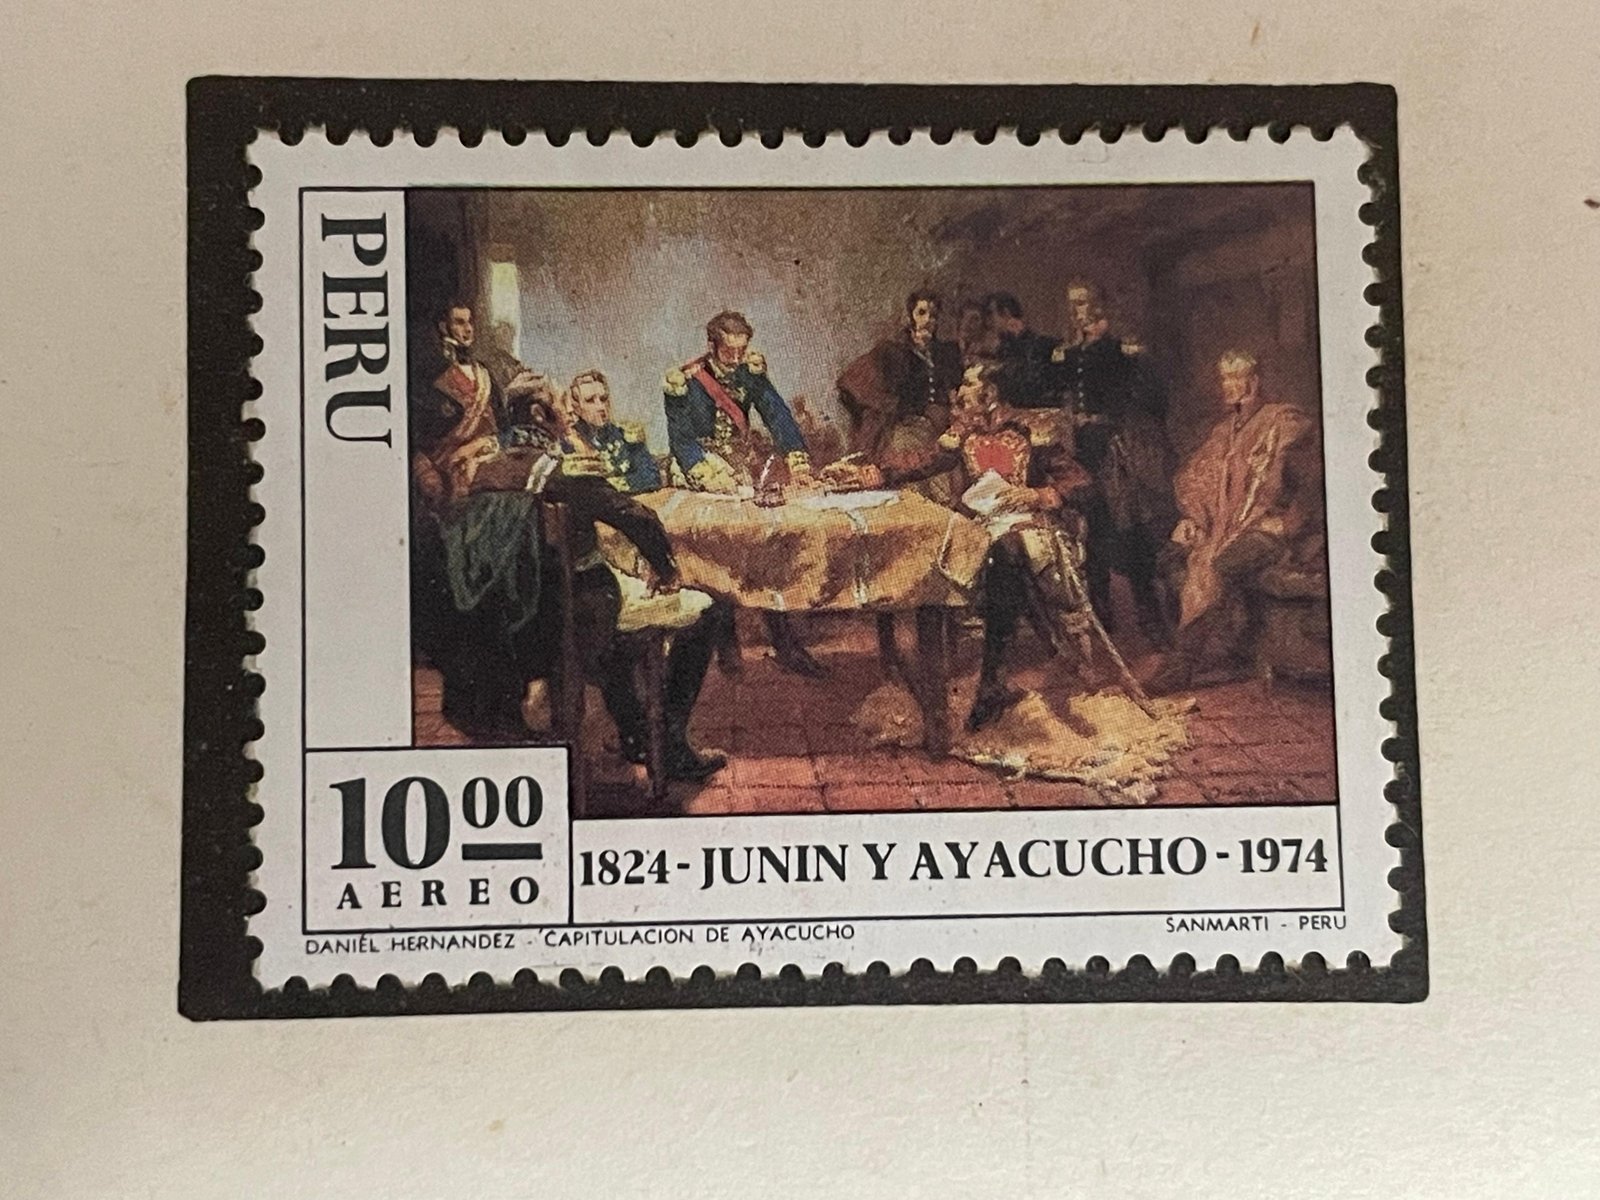 PERU
10.00
AEREO
1824-JUNIN Y AYACUCHO-1974
DANIEL HERNANDEZ - 'CAPITULACION DE AYACUCHO
SANMARTI - PERU